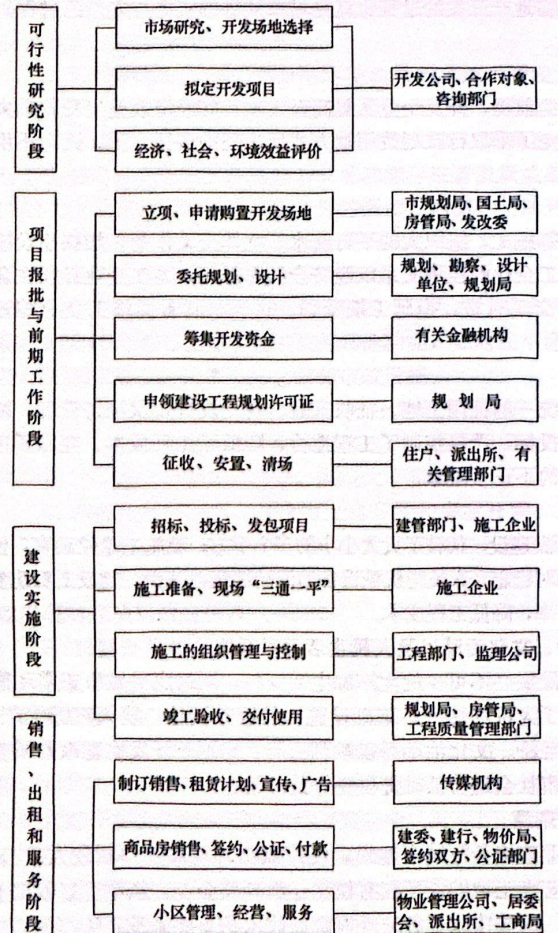 可行性研究阶段
市场研究、开发场地选择
拟定开发项目
经济、社会、环境效益评价
开发公司、合作对象、
咨询部门
项目报批与前期工作阶段
立项、申请购置开发场地
市规划局、国土局、
房管局、发改委
委托规划、设计
规划、勘察、设计
单位、规划局
筹集开发资金
有关金融机构
申领建设工程规划许可证
规划局
征收、安置、清场
住户、派出所、有
关管理部门
建设实施阶段
招标、投标、发包项目
建管部门、施工企业
施工准备、现场“三通一平”
施工企业
施工的组织管理与控制
工程部门、监理公司
竣工验收、交付使用
规划局、房管局、
工程质量管理部门
销售、出租和服务阶段
制订销售、租赁计划、宣传、广告
传媒机构
商品房销售、签约、公证、付款
建委、建行、物价局、
签约双方、公证部门
小区管理、经营、服务
物业管理公司、居委
会、派出所、工商局